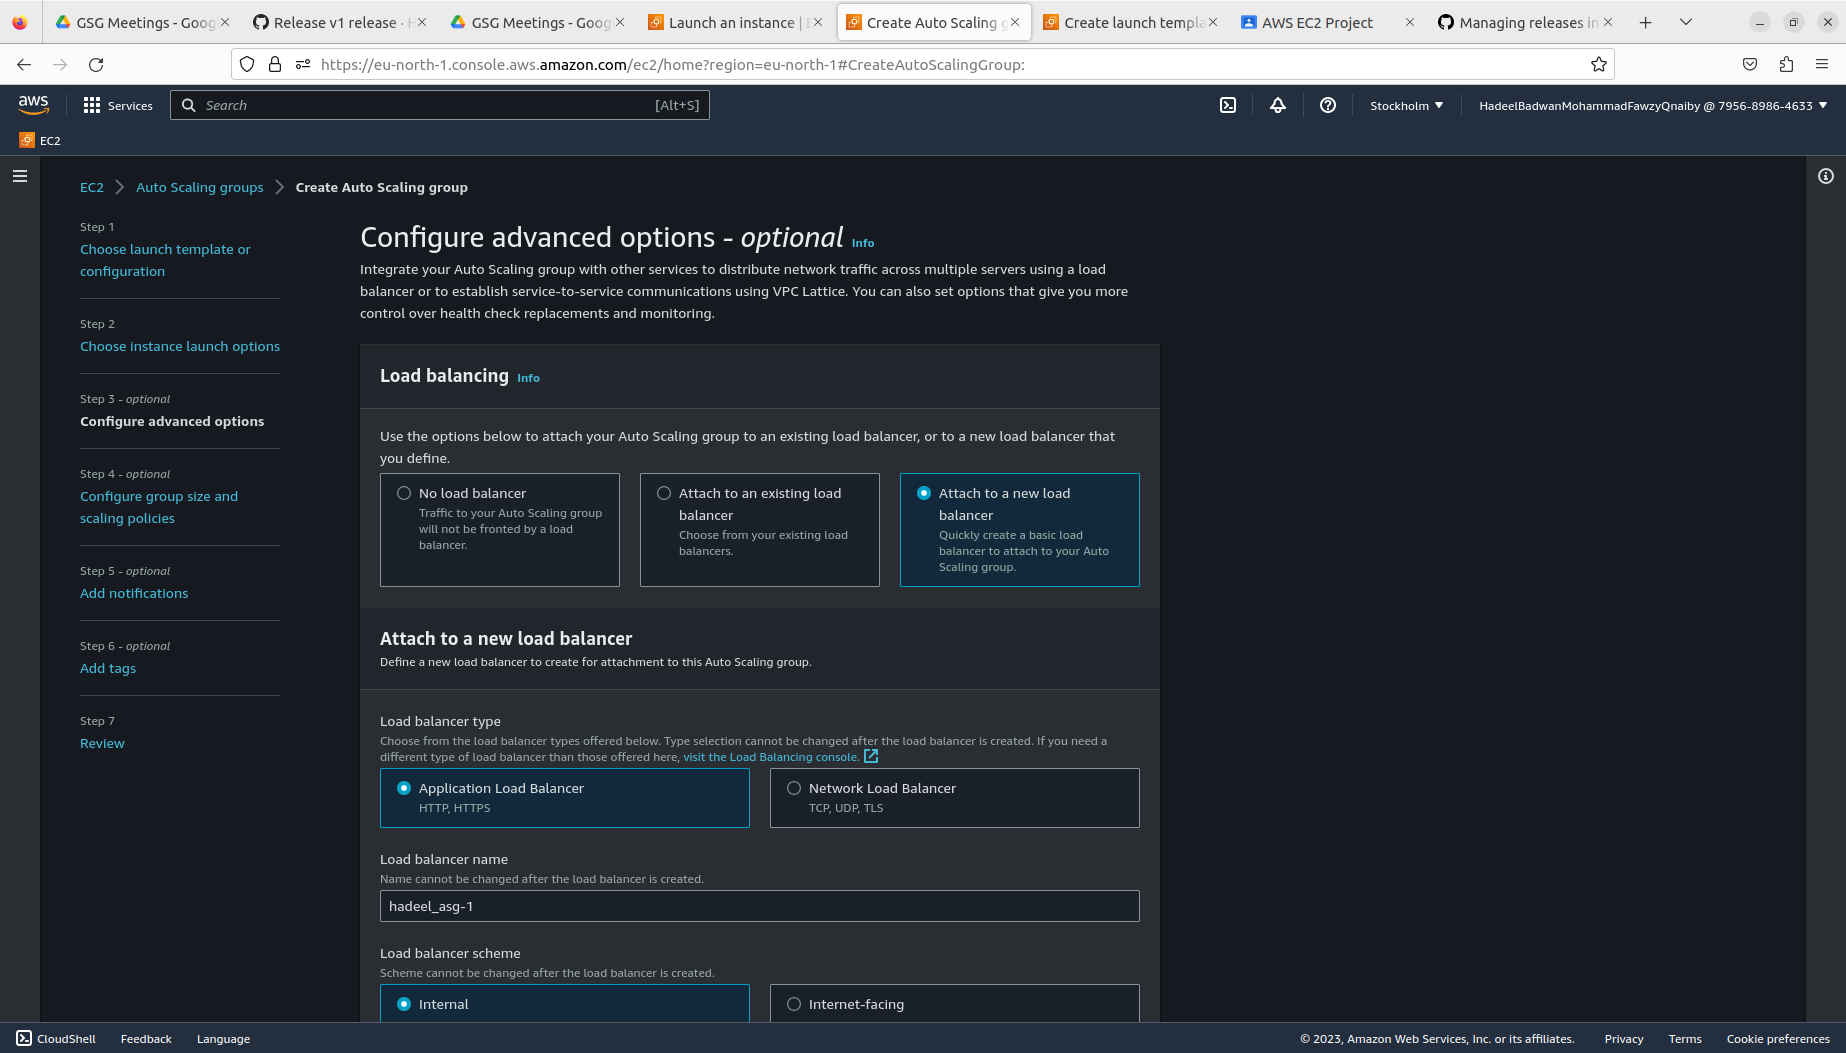 GSG Meetings - Goog
Release v1 release · H
GSG Meetings - Goog
Launch an instance | E
Create Auto Scaling g
Create launch templa
AWS EC2 Project
Managing releases in
https://eu-north-1.console.aws.amazon.com/ec2/home?region=eu-north-1#CreateAutoScalingGroup:
aws
Services
Search
[Alt+S]
Stockholm
HadeelBadwanMohammadFawzyQnaiby @ 7956-8986-4633
EC2
EC2
Auto Scaling groups
Create Auto Scaling group
Step 1
Choose launch template or
configuration
Step 2
Choose instance launch options
Step 3 - optional
Configure advanced options
Step 4 - optional
Configure group size and
scaling policies
Step 5 - optional
Add notifications
Step 6 - optional
Add tags
Step 7
Review
Configure advanced options - optional Info
Integrate your Auto Scaling group with other services to distribute network traffic across multiple servers using a load
balancer or to establish service-to-service communications using VPC Lattice. You can also set options that give you more
control over health check replacements and monitoring.
Load balancing Info
Use the options below to attach your Auto Scaling group to an existing load balancer, or to a new load balancer that
you define.
No load balancer
Traffic to your Auto Scaling group
will not be fronted by a load
balancer.
Attach to an existing load
balancer
Choose from your existing load
balancers.
Attach to a new load
balancer
Quickly create a basic load
balancer to attach to your Auto
Scaling group.
Attach to a new load balancer
Define a new load balancer to create for attachment to this Auto Scaling group.
Load balancer type
Choose from the load balancer types offered below. Type selection cannot be changed after the load balancer is created. If you need a
different type of load balancer than those offered here, visit the Load Balancing console.
Application Load Balancer
HTTP, HTTPS
Network Load Balancer
TCP, UDP, TLS
Load balancer name
Name cannot be changed after the load balancer is created.
hadeel_asg-1
Load balancer scheme
Scheme cannot be changed after the load balancer is created.
Internal
Internet-facing
CloudShell
Feedback
Language
© 2023, Amazon Web Services, Inc. or its affiliates.
Privacy
Terms
Cookie preferences